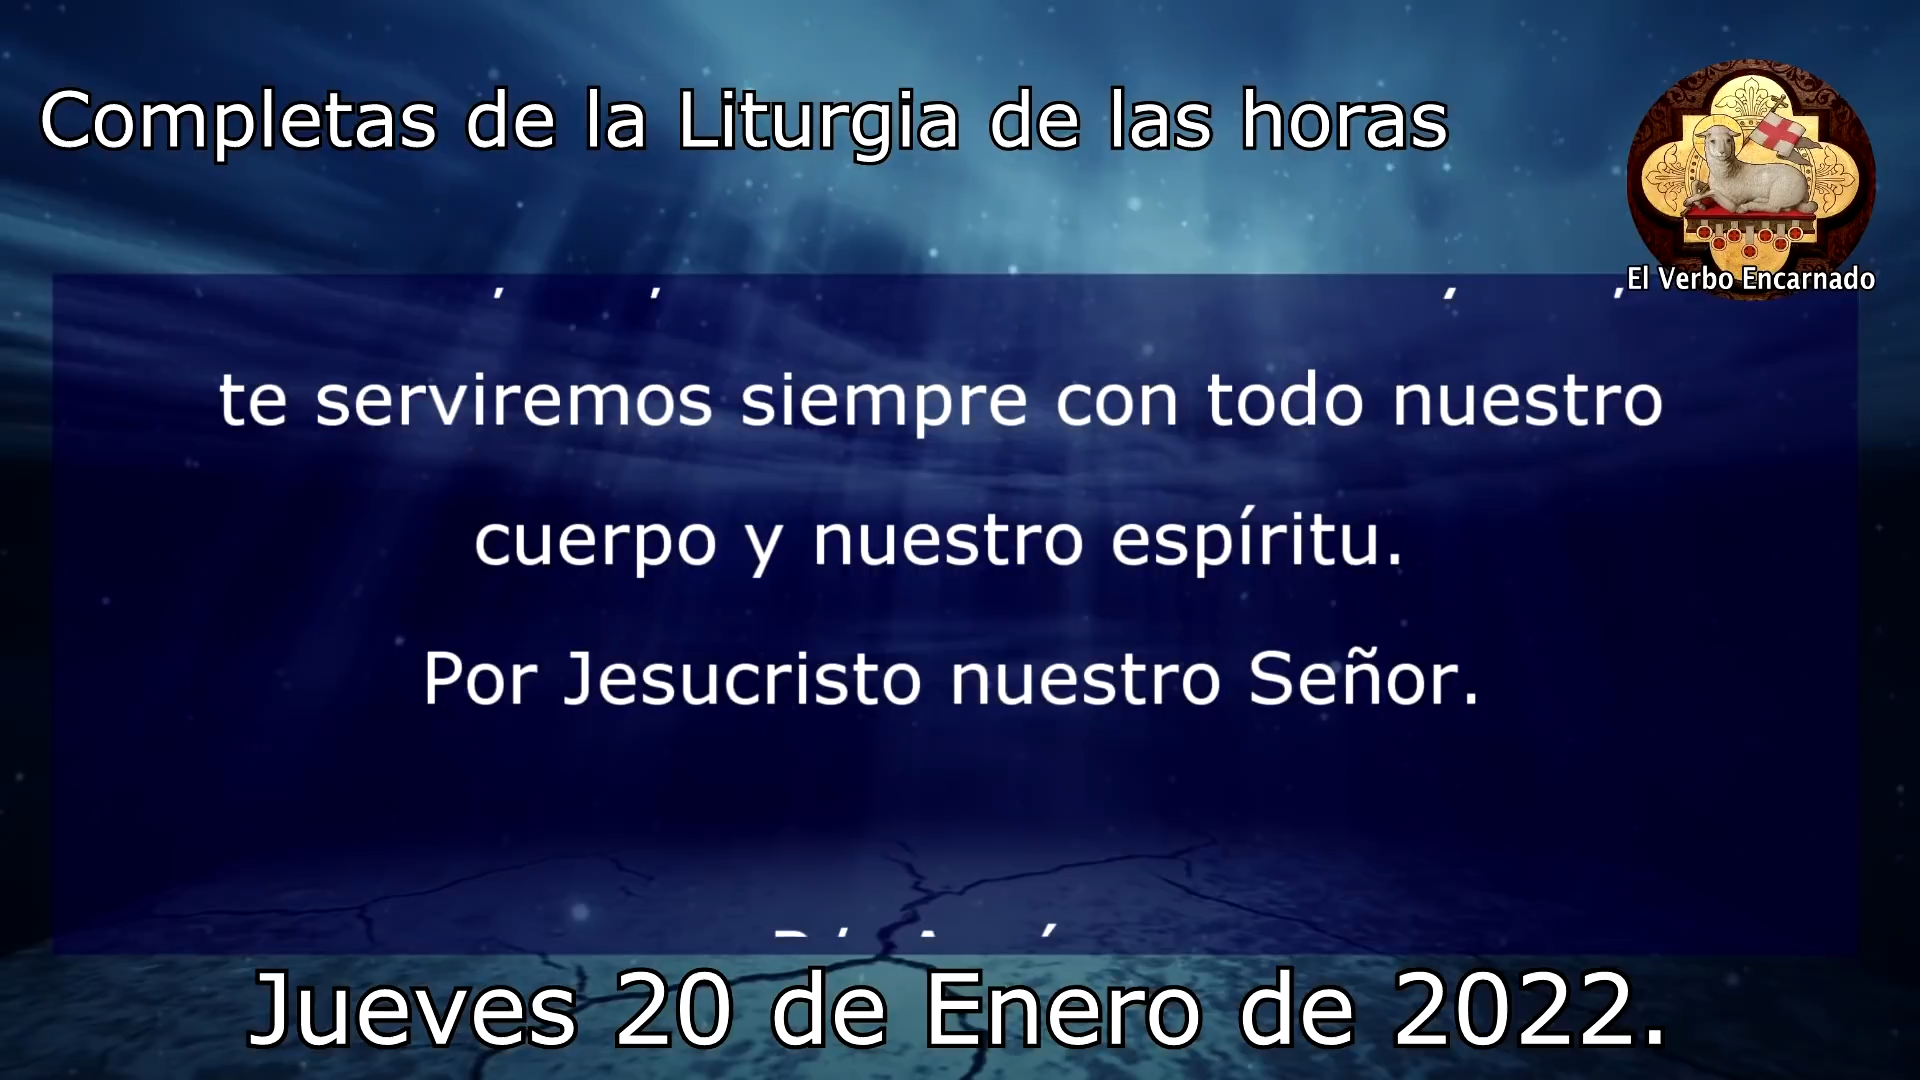 Completas de la Liturgia de las horas
El Verbo Encarnado
te serviremos siempre con todo nuestro
cuerpo y nuestro espíritu.
Por Jesucristo nuestro Señor.
Jueves 20 de Enero de 2022.